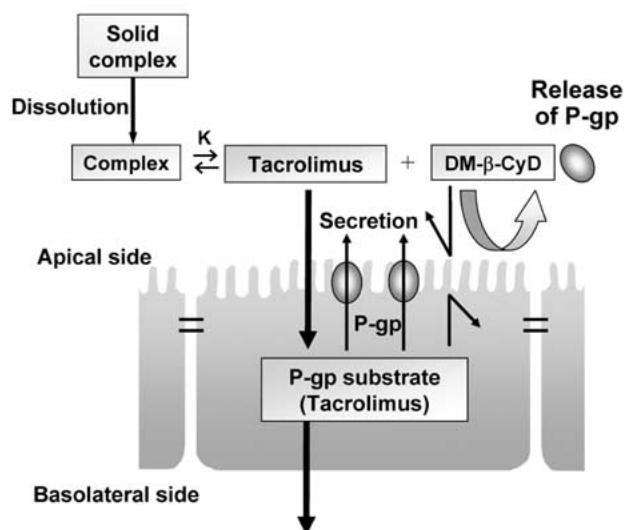 Solid
complex
Dissolution
Release
of P-gp
Complex
K
Tacrolimus
+
DM-β-CyD
Secretion
Apical side
P-gp
P-gp substrate
(Tacrolimus)
Basolateral side